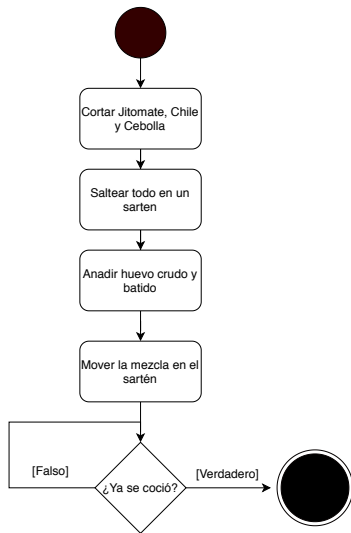 Cortar Jitomate, Chile
y Cebolla
Saltear todo en un
sarten
Anadir huevo crudo y
batido
Mover la mezcla en el
sartén
[Falso]
¿Ya se coció?
[Verdadero]